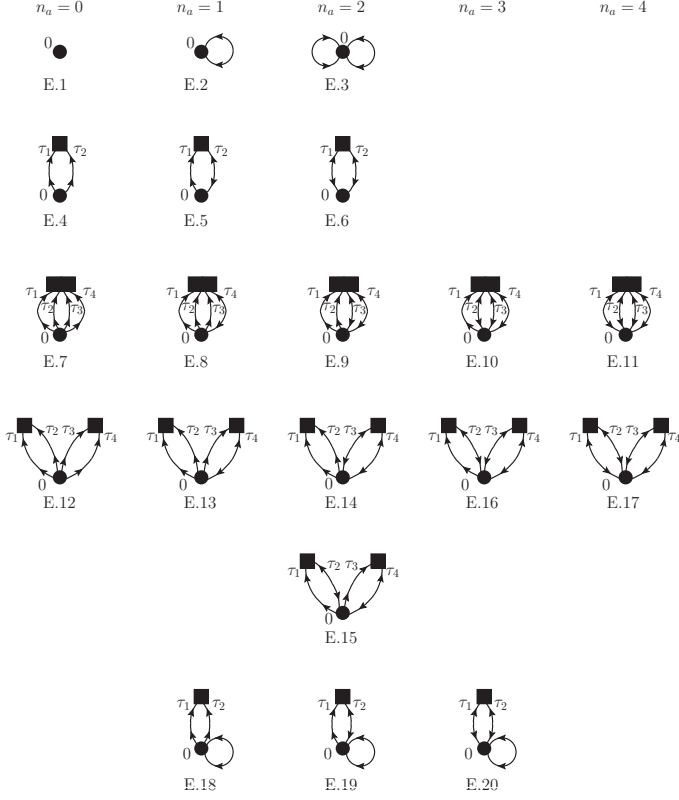 n_a = 0 n_a = 1 n_a = 2 n_a = 3 n_a = 4
0 0 0
E.1 E.2 E.3
τ1 τ2 τ1 τ2 τ1 τ2
0 0 0
E.4 E.5 E.6
τ1 τ4 τ1 τ4 τ1 τ4 τ1 τ4 τ1 τ4
τ2 τ3 τ2 τ3 τ2 τ3 τ2 τ3 τ2 τ3
0 0 0 0 0
E.7 E.8 E.9 E.10 E.11
τ1 τ2 τ3 τ4 τ1 τ2 τ3 τ4 τ1 τ2 τ3 τ4 τ1 τ2 τ3 τ4 τ1 τ2 τ3 τ4
0 0 0 0 0
E.12 E.13 E.14 E.16 E.17
τ1 τ2 τ3 τ4
0
E.15
τ1 τ2 τ1 τ2 τ1 τ2
0 0 0
E.18 E.19 E.20